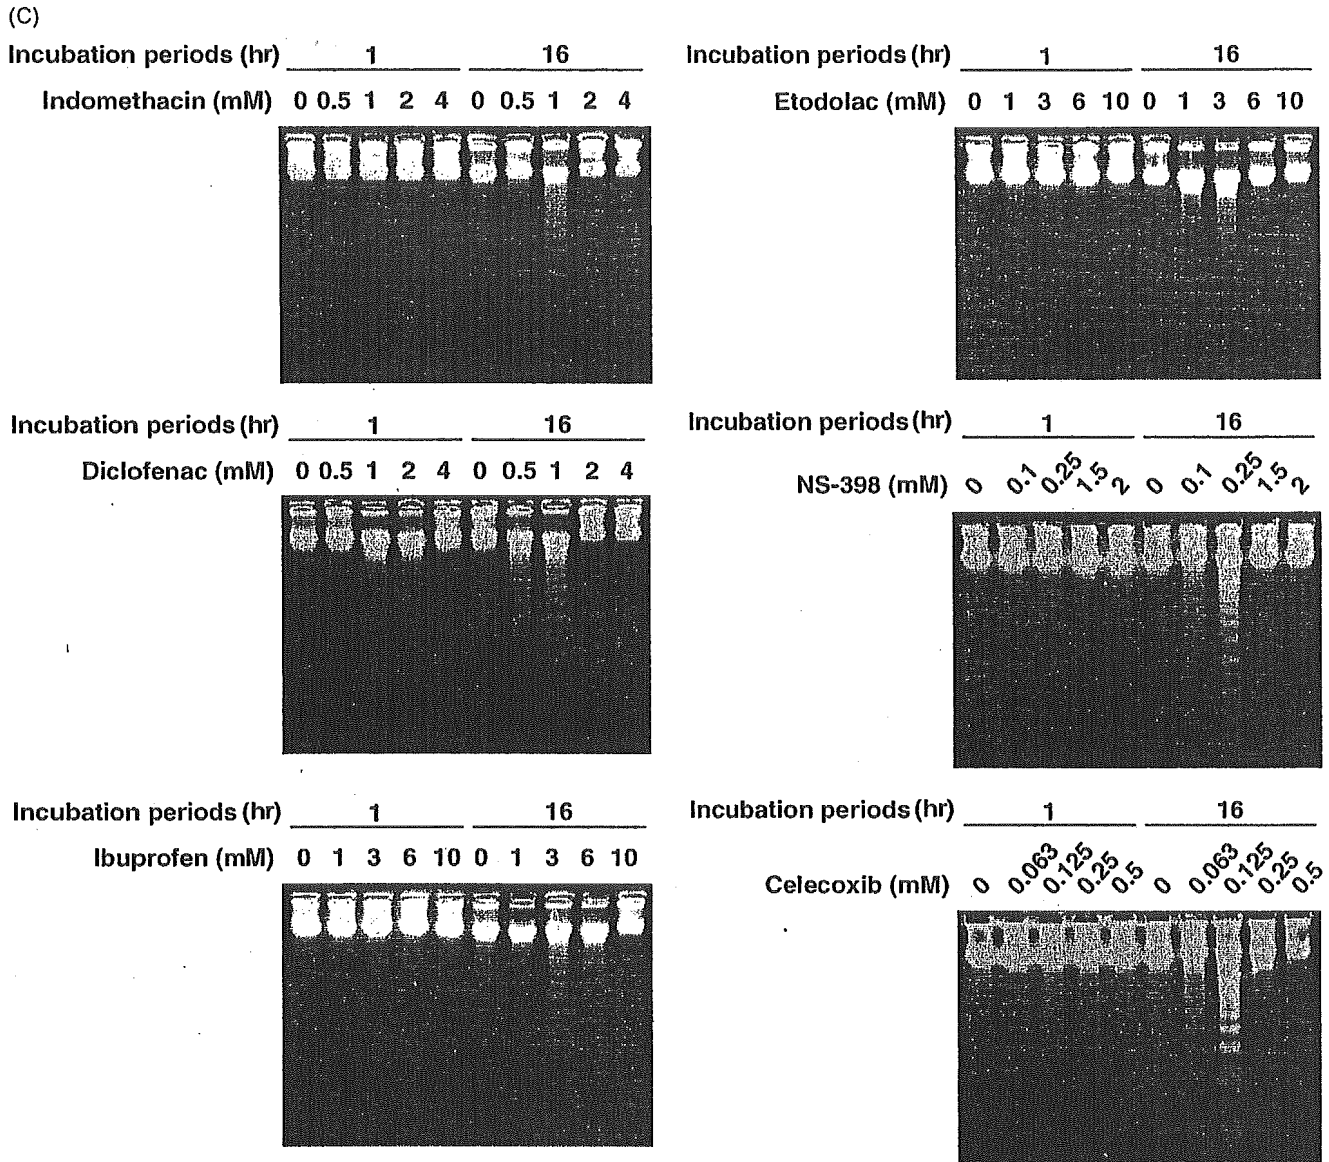 (C)
Incubation periods (hr) 1 16
Indomethacin (mM) 0 0.5 1 2 4 0 0.5 1 2 4
Incubation periods (hr) 1 16
Etodolac (mM) 0 1 3 6 10 0 1 3 6 10
Incubation periods (hr) 1 16
Diclofenac (mM) 0 0.5 1 2 4 0 0.5 1 2 4
Incubation periods (hr) 1 16
NS-398 (mM) 0 0.1 0.25 1.5 2 0 0.1 0.25 1.5 2
Incubation periods (hr) 1 16
Ibuprofen (mM) 0 1 3 6 10 0 1 3 6 10
Incubation periods (hr) 1 16
Celecoxib (mM) 0 0.063 0.125 0.25 0.5 0 0.063 0.125 0.25 0.5